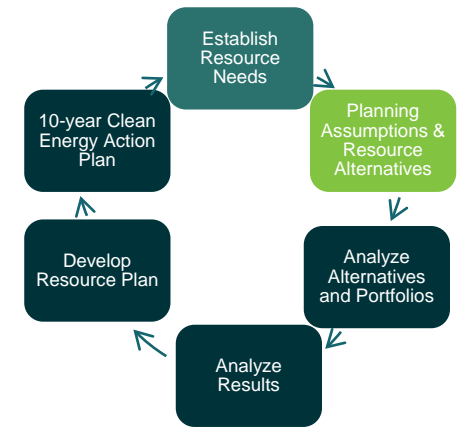 Establish
Resource
Needs
Planning
Assumptions &
Resource
Alternatives
Analyze
Alternatives
and Portfolios
Analyze
Results
Develop
Resource Plan
10-year Clean
Energy Action
Plan